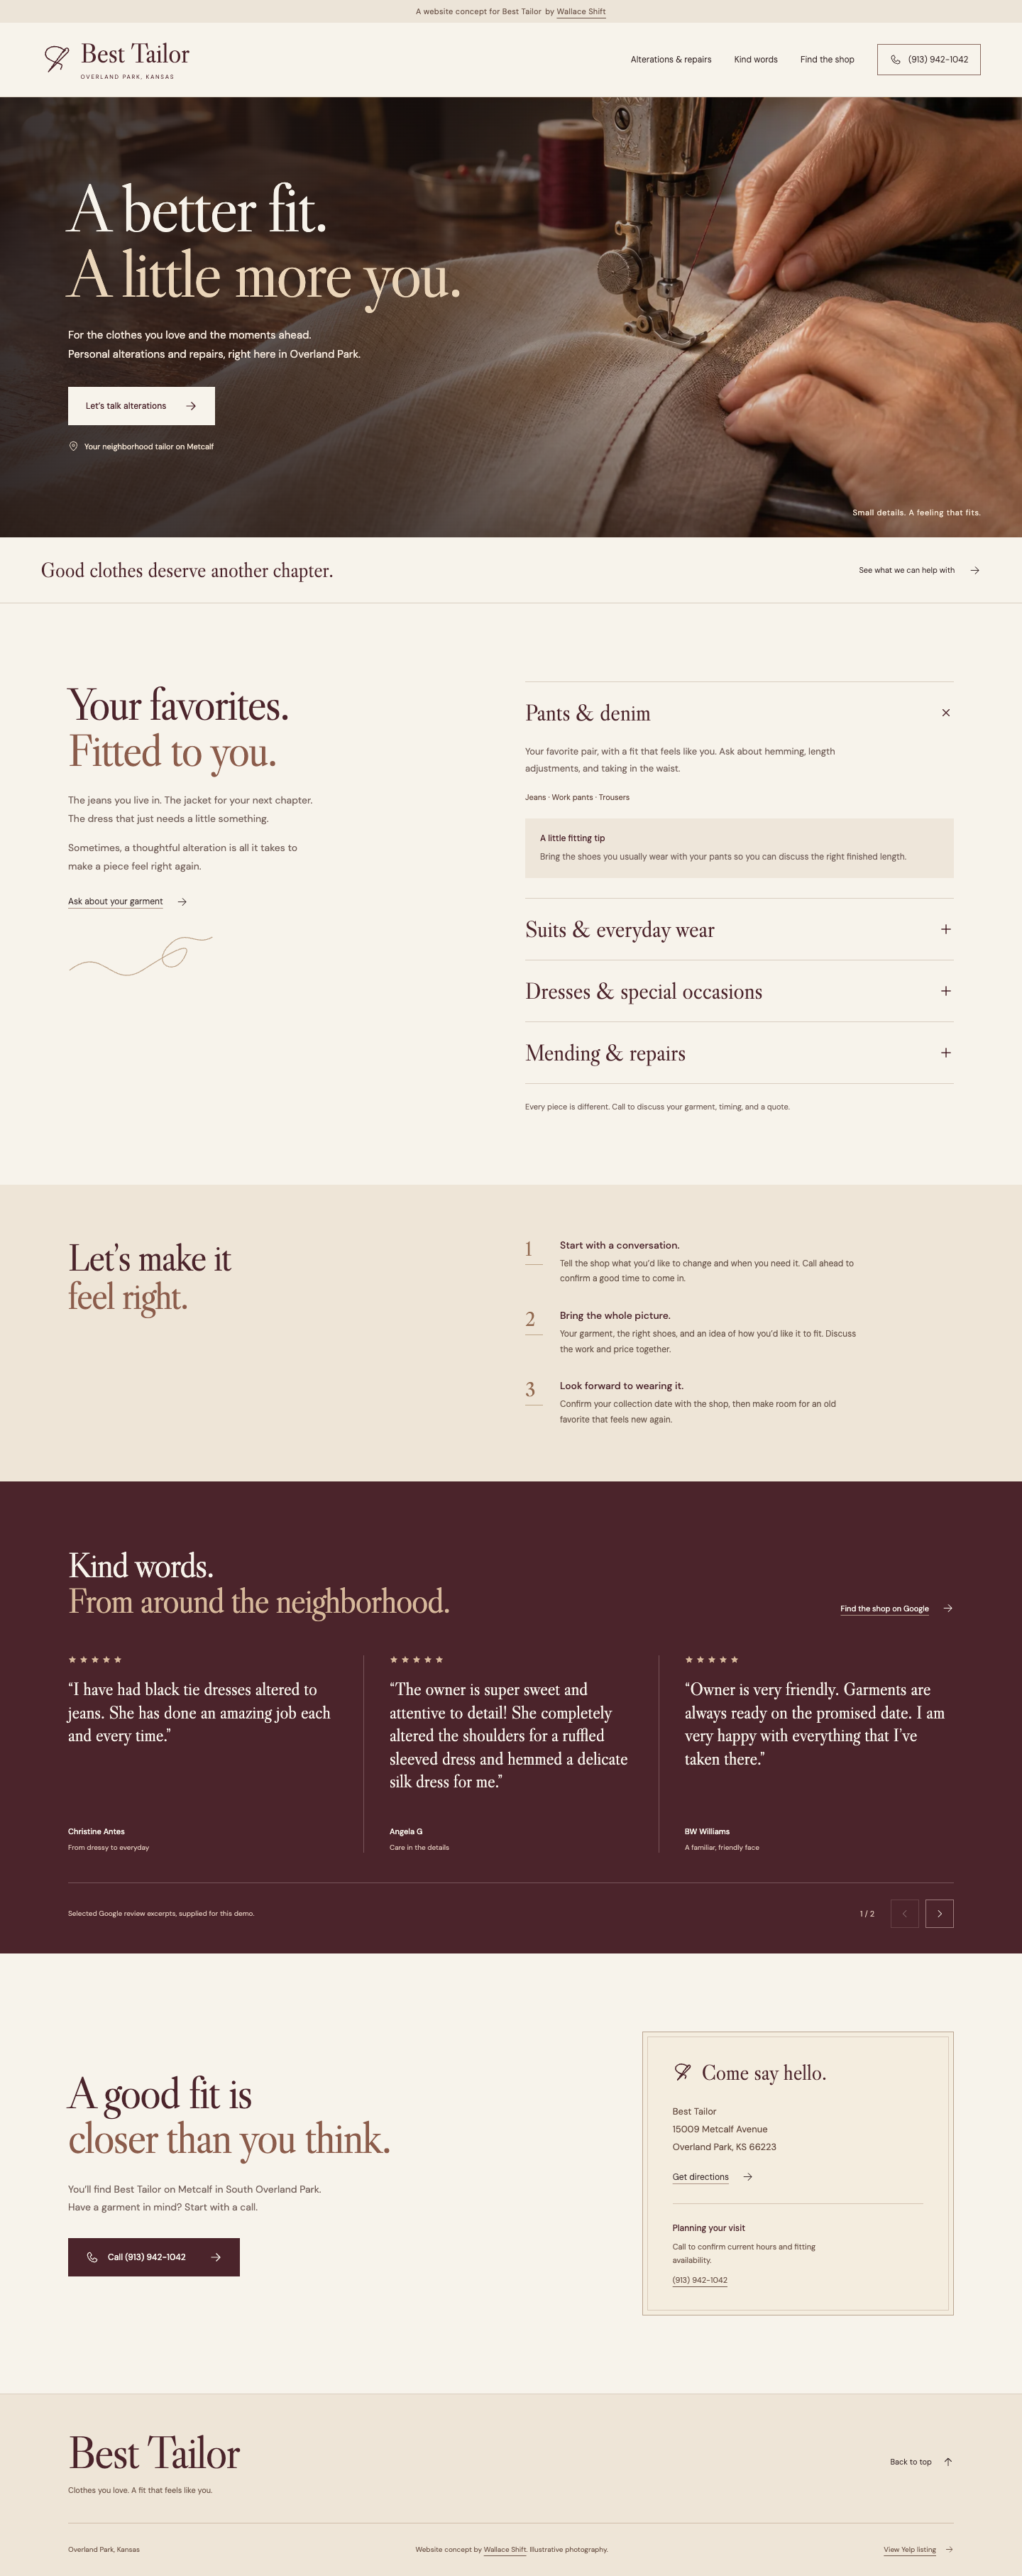 A website concept for Best Tailor by Wallace Shift
Best Tailor
OVERLAND PARK, KANSAS
Alterations & repairs
Kind words
Find the shop
(913) 942-1042
A better fit.
A little more you.
For the clothes you love and the moments ahead.
Personal alterations and repairs, right here in Overland Park.
Let's talk alterations
Your neighborhood tailor on Metcalf
Small details. A feeling that fits.
Good clothes deserve another chapter.
See what we can help with
Your favorites.
Fitted to you.
The jeans you live in. The jacket for your next chapter.
The dress that just needs a little something.
Sometimes, a thoughtful alteration is all it takes to
make a piece feel right again.
Ask about your garment
Pants & denim
Your favorite pair, with a fit that feels like you. Ask about hemming, length
adjustments, and taking in the waist.
Jeans · Work pants · Trousers
A little fitting tip
Bring the shoes you usually wear with your pants so you can discuss the right finished length.
Suits & everyday wear
Dresses & special occasions
Mending & repairs
Every piece is different. Call to discuss your garment, timing, and a quote.
Let's make it
feel right.
1
Start with a conversation.
Tell the shop what you'd like to change and when you need it. Call ahead to
confirm a good time to come in.
2
Bring the whole picture.
Your garment, the right shoes, and an idea of how you'd like it to fit. Discuss
the work and price together.
3
Look forward to wearing it.
Confirm your collection date with the shop, then make room for an old
favorite that feels new again.
Kind words.
From around the neighborhood.
Find the shop on Google
"I have had black tie dresses altered to
jeans. She has done an amazing job each
and every time."
Christine Antes
From dressy to everyday
"The owner is super sweet and
attentive to detail! She completely
altered the shoulders for a ruffled
sleeved dress and hemmed a delicate
silk dress for me."
Angela G
Care in the details
"Owner is very friendly. Garments are
always ready on the promised date. I am
very happy with everything that I've
taken there."
BW Williams
A familiar, friendly face
Selected Google review excerpts, supplied for this demo.
1 / 2
A good fit is
closer than you think.
You'll find Best Tailor on Metcalf in South Overland Park.
Have a garment in mind? Start with a call.
Call (913) 942-1042
Come say hello.
Best Tailor
15009 Metcalf Avenue
Overland Park, KS 66223
Get directions
Planning your visit
Call to confirm current hours and fitting
availability.
(913) 942-1042
Best Tailor
Clothes you love. A fit that feels like you.
Back to top
Overland Park, Kansas
Website concept by Wallace Shift. Illustrative photography.
View Yelp listing